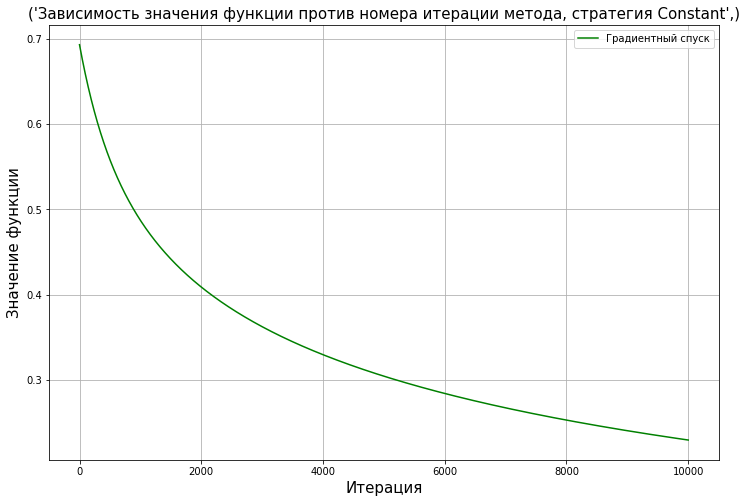 ('Зависимость значения функции против номера итерации метода, стратегия Constant',)
Градиентный спуск
0.7
0.6
0.5
0.4
0.3
Значение функции
0 2000 4000 6000 8000 10000
Итерация